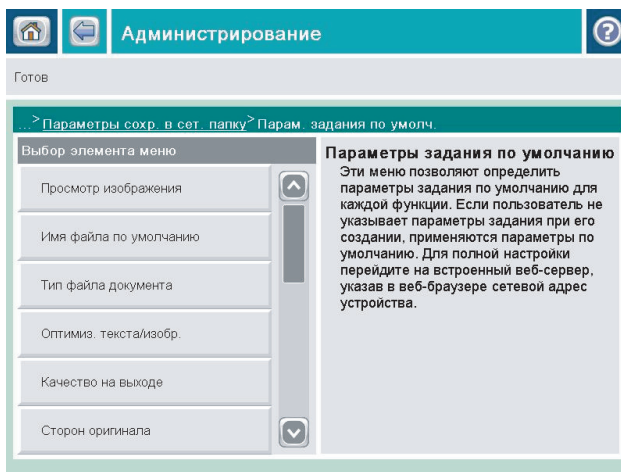 Администрирование
?
Готов
...>Параметры сохр. в сет. папку>Парам. задания по умолч.
Выбор элемента меню
Просмотр изображения
Имя файла по умолчанию
Тип файла документа
Оптимиз. текста/изобр.
Качество на выходе
Сторон оригинала
Параметры задания по умолчанию
Эти меню позволяют определить
параметры задания по умолчанию для
каждой функции. Если пользователь не
указывает параметры задания при его
создании, применяются параметры по
умолчанию. Для полной настройки
перейдите на встроенный веб-сервер,
указав в веб-браузере сетевой адрес
устройства.